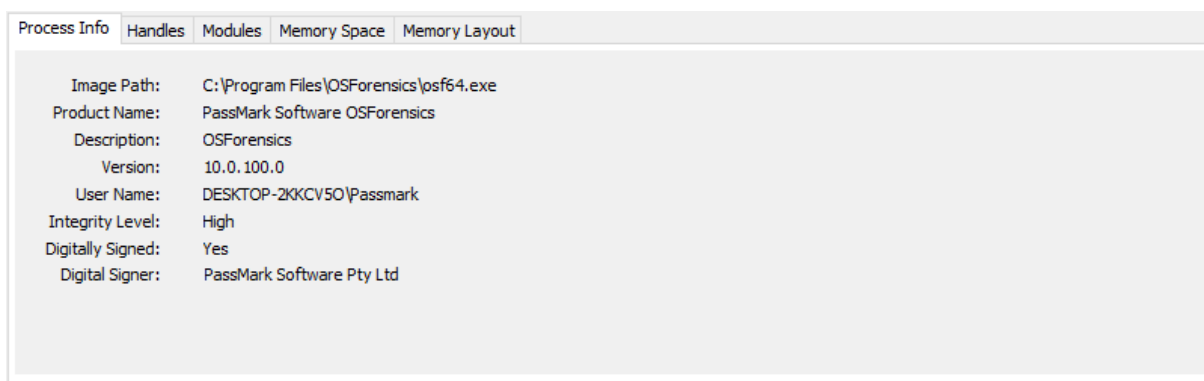 Process Info Handles Modules Memory Space Memory Layout
Image Path: C:\Program Files\OSForensics\osf64.exe
Product Name: PassMark Software OSForensics
Description: OSForensics
Version: 10.0.100.0
User Name: DESKTOP-2KKCV5O\Passmark
Integrity Level: High
Digitally Signed: Yes
Digital Signer: PassMark Software Pty Ltd